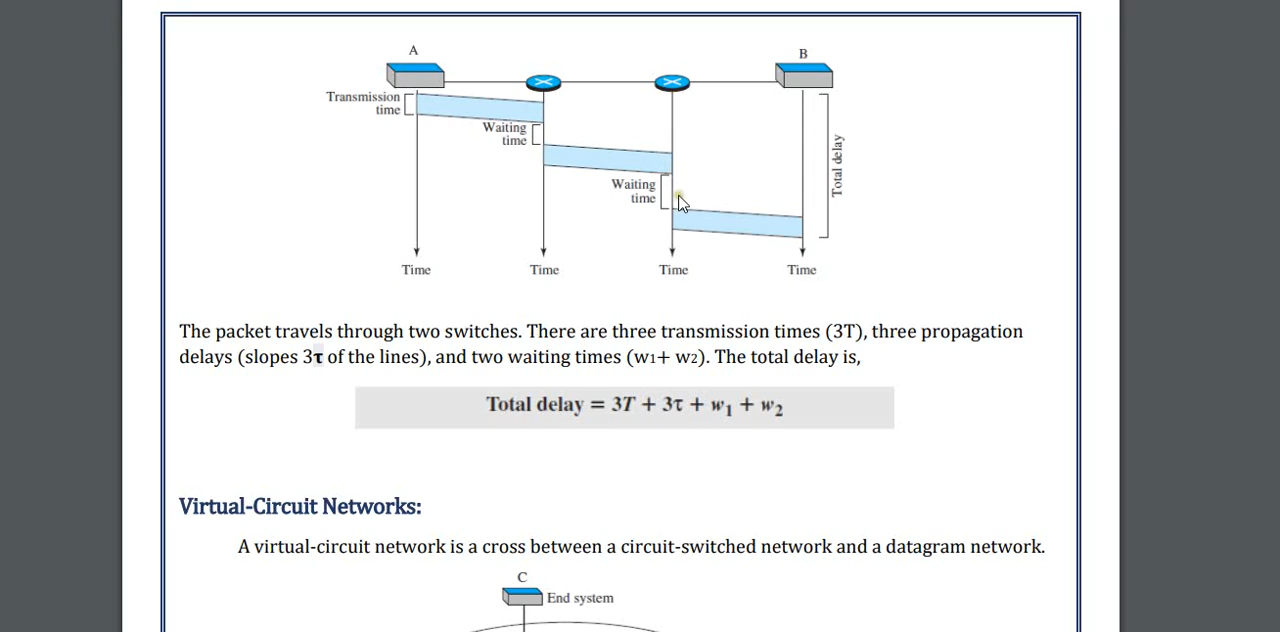 A
B
Transmission
time
Waiting
time
Waiting
time
Total delay
Time
Time
Time
Time
The packet travels through two switches. There are three transmission times (3T), three propagation
delays (slopes 3τ of the lines), and two waiting times (w1+ w2). The total delay is,
Total delay = 3T + 3τ + w1 + w2
Virtual-Circuit Networks:
A virtual-circuit network is a cross between a circuit-switched network and a datagram network.
C
End system